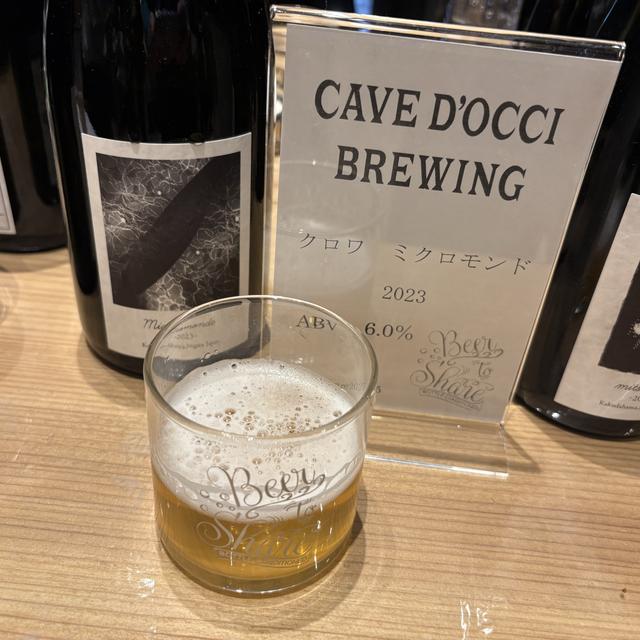 CAVE D'OCCI
BREWING
クロワ ミクロモンド
2023
ABV 6.0%
Beer
to
Share
Beer
To
Share